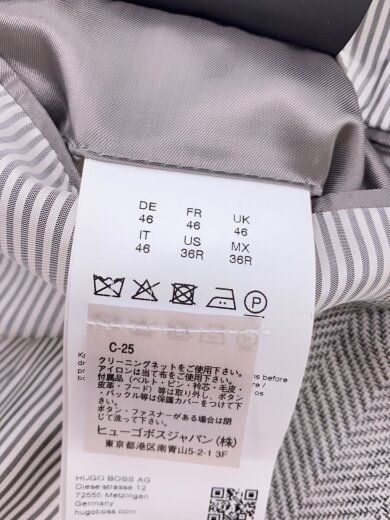 DE FR UK
46 46 46
IT US MX
46 36R 36R
P
C-25
クリーニングネットをご使用下さい。
アイロンは当て布をご使用下さい。
付属品（ベルト・ピン・衿芯・毛皮・
皮革・フード）等は取り外し、ボタン
・バックル等は保護カバーをつけて下
さい。
ボタン・ファスナーがある場合は閉
じて洗って下さい。
ヒューゴボスジャパン(株)
東京都港区南青山5-2-1 3F
ns before
HUGO BOSS AG
Dieselstrasse 12
72555 Metzingen
Germany
hugoboss.com